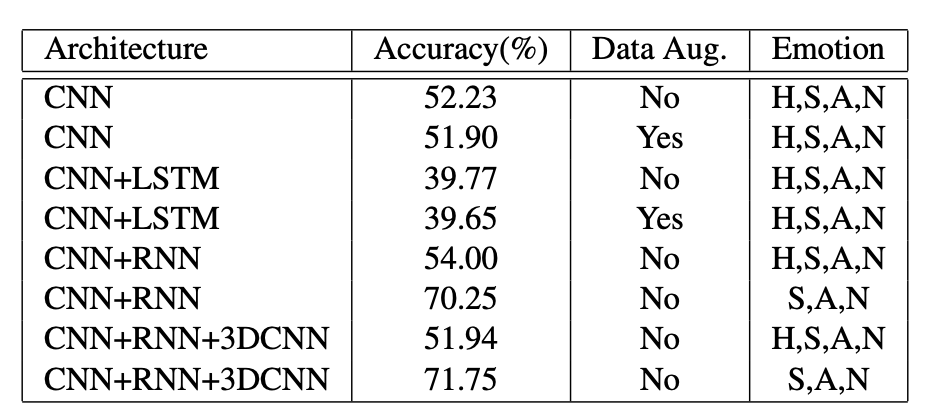 Architecture Accuracy(%) Data Aug. Emotion
CNN 52.23 No H,S,A,N
CNN 51.90 Yes H,S,A,N
CNN+LSTM 39.77 No H,S,A,N
CNN+LSTM 39.65 Yes H,S,A,N
CNN+RNN 54.00 No H,S,A,N
CNN+RNN 70.25 No S,A,N
CNN+RNN+3DCNN 51.94 No H,S,A,N
CNN+RNN+3DCNN 71.75 No S,A,N